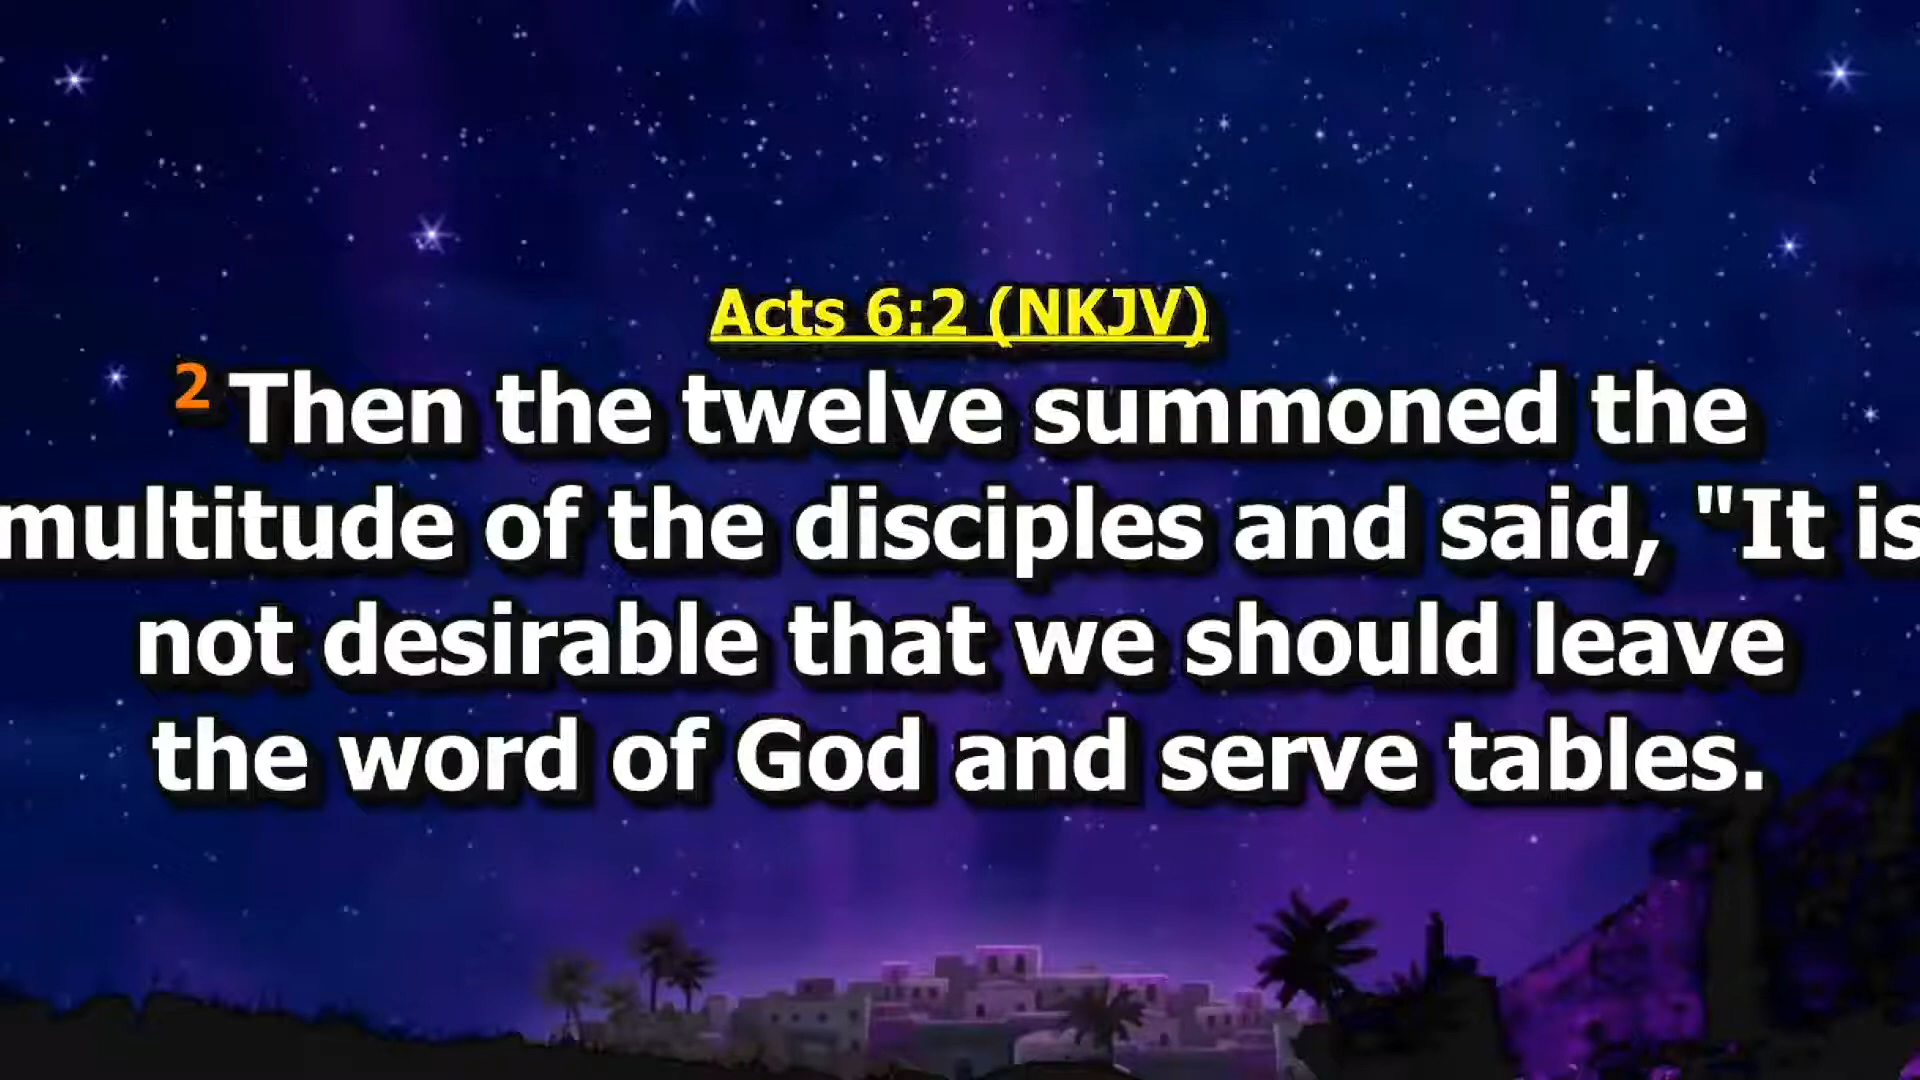 Acts 6:2 (NKJV)
2 Then the twelve summoned the
multitude of the disciples and said, "It is
not desirable that we should leave
the word of God and serve tables.